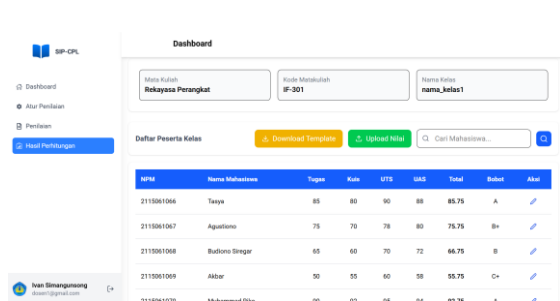 SIP-CPL
Dashboard
Dashboard
Atur Penilaian
Penilaian
Hasil Perhitungan
Mata Kuliah
Rekayasa Perangkat
Kode Matakuliah
IF-301
Nama Kelas
nama_kelas1
Daftar Peserta Kelas
Download Template
Upload Nilai
Cari Mahasiswa...
NPM Nama Mahasiswa Tugas Kuis UTS UAS Total Bobot Aksi
2115061066 Tasya 85 80 90 88 85.75 A
2115061067 Agustiono 75 70 78 80 75.75 B+
2115061068 Budiono Siregar 65 60 70 72 66.75 B
2115061069 Akbar 50 55 60 58 55.75 C+
Ivan Simangunsong
dosen1@gmail.com